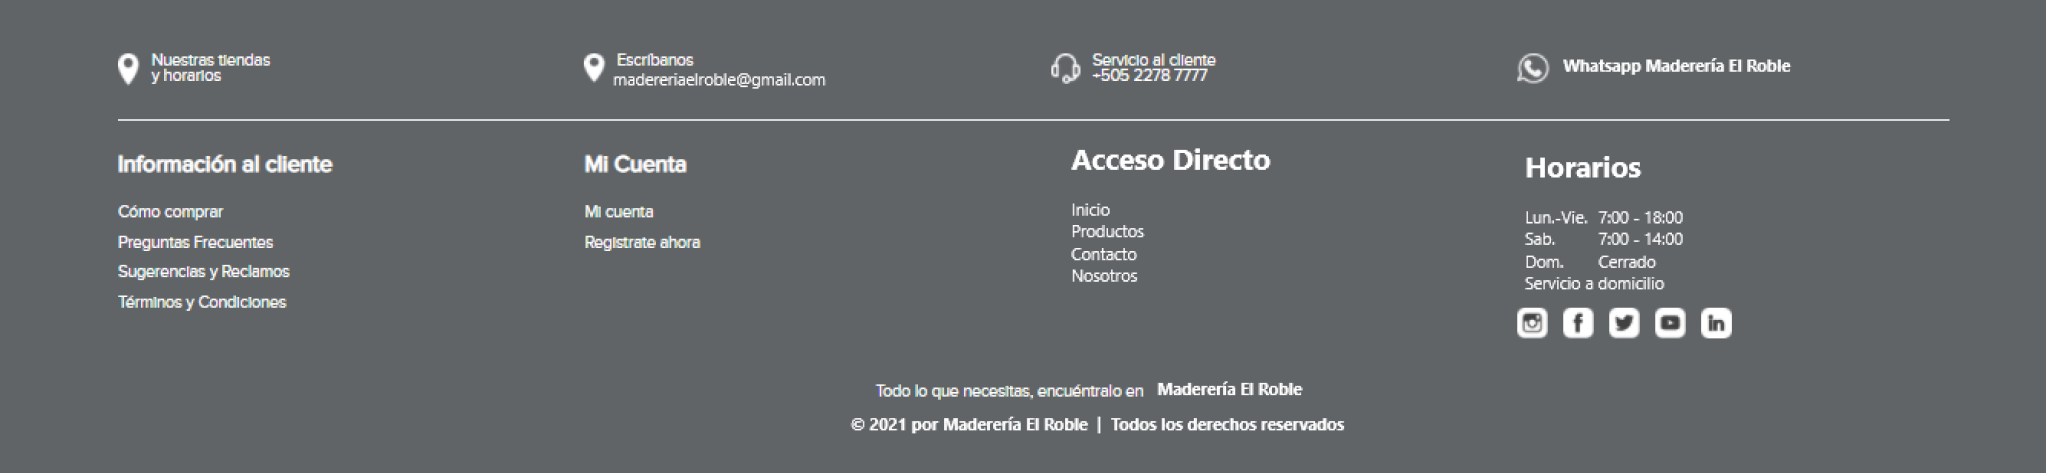 Nuestras tiendas
y horarios
Escríbanos
madereriaelroble@gmail.com
Servicio al cliente
+505 2278 7777
Whatsapp Maderería El Roble
Información al cliente
Cómo comprar
Preguntas Frecuentes
Sugerencias y Reclamos
Términos y Condiciones
Mi Cuenta
Mi cuenta
Registrate ahora
Acceso Directo
Inicio
Productos
Contacto
Nosotros
Horarios
Lun.-Vie. 7:00 - 18:00
Sab. 7:00 - 14:00
Dom. Cerrado
Servicio a domicilio
Todo lo que necesitas, encuéntralo en Maderería El Roble
© 2021 por Maderería El Roble | Todos los derechos reservados